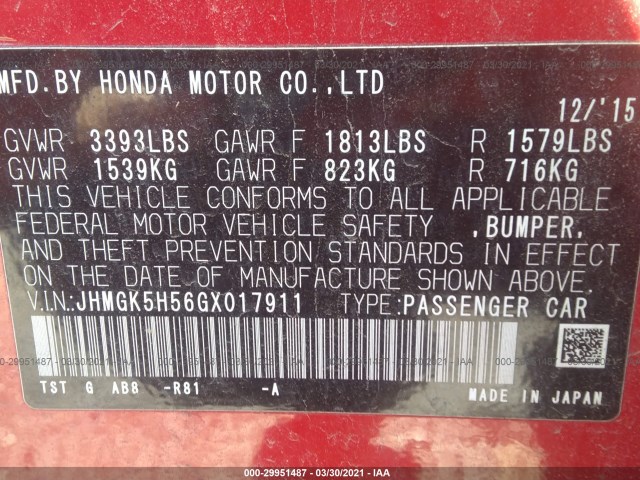 MFD.BY HONDA MOTOR CO.,LTD
12/'15
GVWR 3393LBS GAWR F 1813LBS R 1579LBS
GVWR 1539KG GAWR F 823KG R 716KG
THIS VEHICLE CONFORMS TO ALL APPLICABLE
FEDERAL MOTOR VEHICLE SAFETY ,BUMPER,
AND THEFT PREVENTION STANDARDS IN EFFECT
ON THE DATE OF MANUFACTURE SHOWN ABOVE.
V.I.N:JHMGK5H56GX017911 TYPE:PASSENGER CAR
TST G AB8 -R81 -A MADE IN JAPAN
000-29951487 - 03/30/2021 - IAA